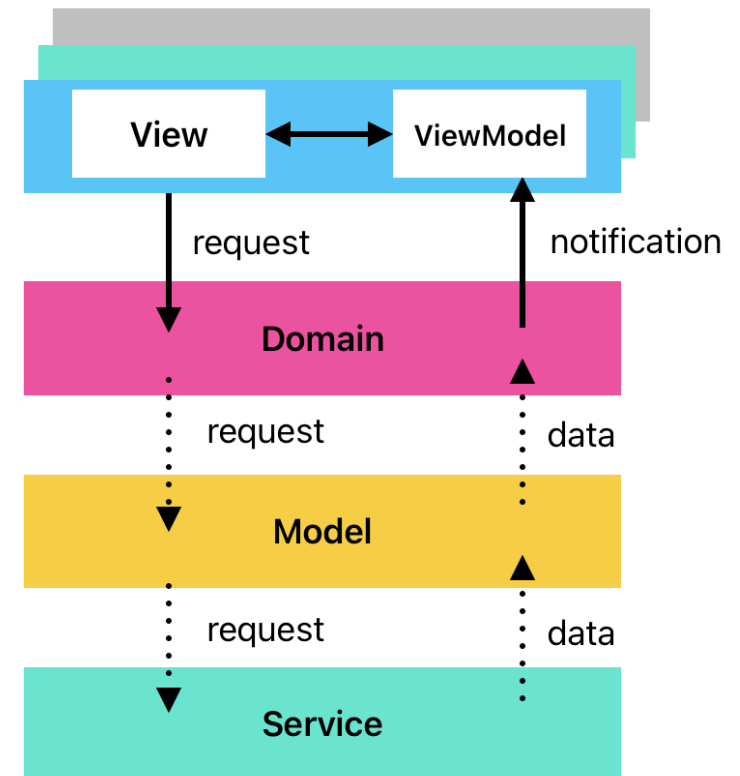 View
ViewModel
request
notification
Domain
request
data
Model
request
data
Service